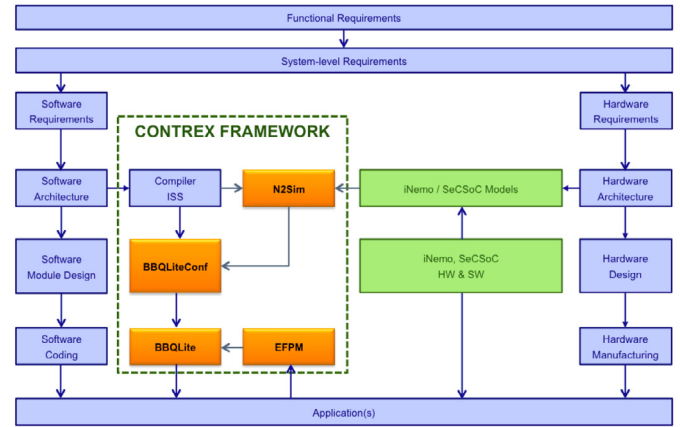 Functional Requirements
System-level Requirements
Software
Requirements
Hardware
Requirements
CONTREX FRAMEWORK
Software
Architecture
Compiler
ISS
N2Sim
iNemo / SeCSoC Models
Hardware
Architecture
Software
Module Design
BBQLiteConf
iNemo, SeCSoC
HW & SW
Hardware
Design
Software
Coding
BBQLite
EFPM
Hardware
Manufacturing
Application(s)